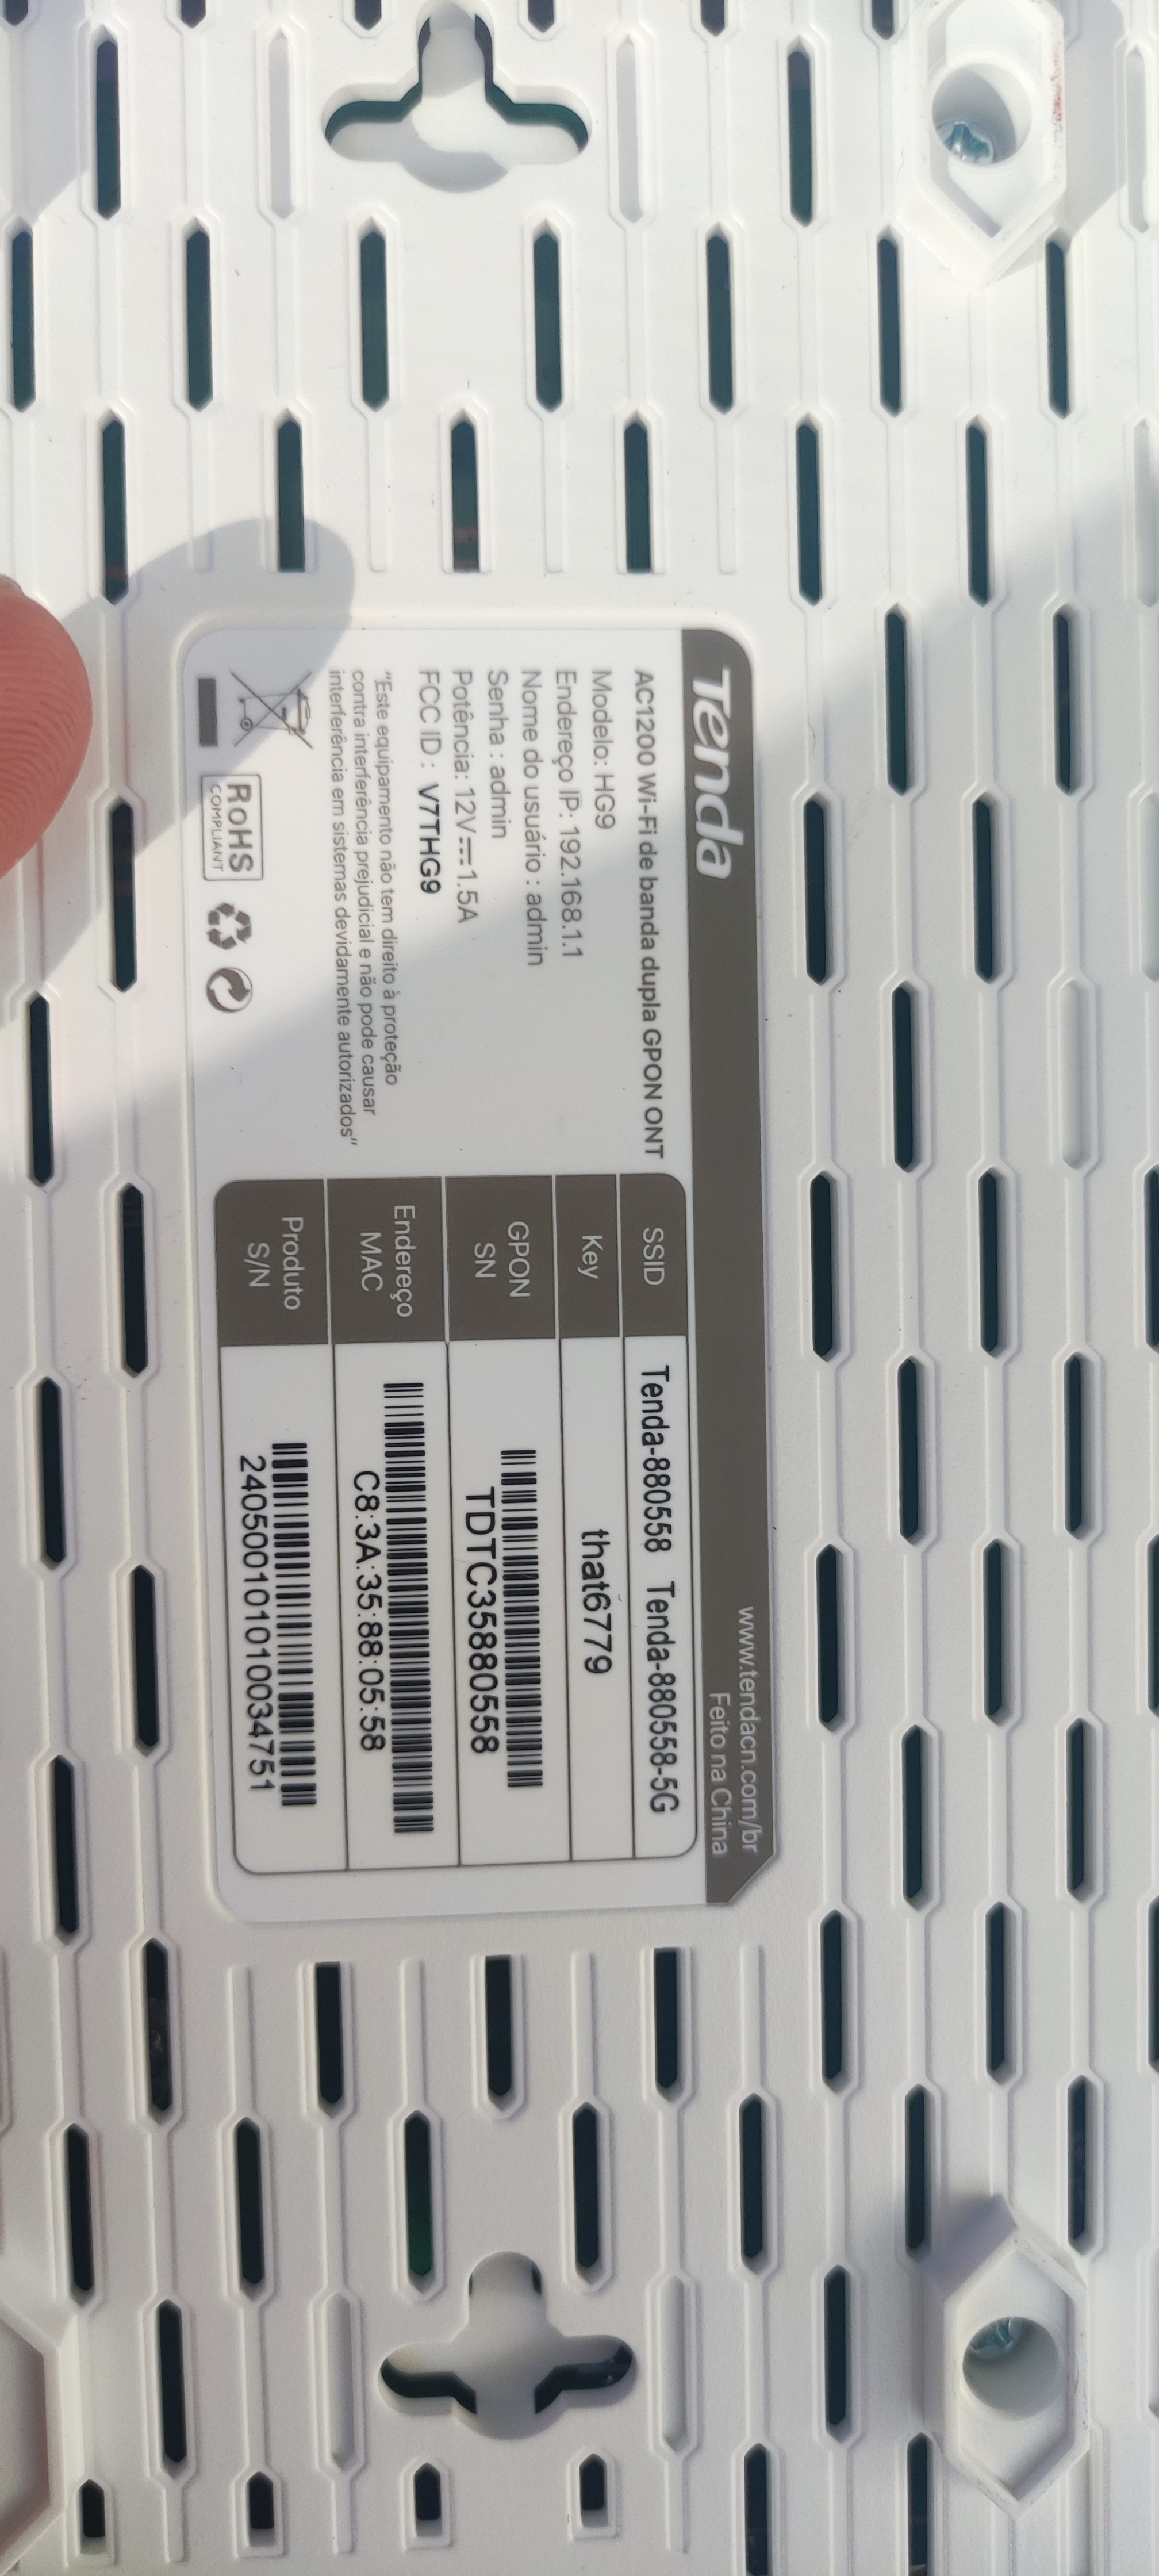 Tenda
www.tendacn.com/br
Feito na China
AC1200 Wi-Fi de banda dupla GPON ONT
Modelo: HG9
Endereço IP: 192.168.1.1
Nome do usuário : admin
Senha : admin
Potência: 12V⎓1.5A
FCC ID : V7THG9
"Este equipamento não tem direito à proteção
contra interferência prejudicial e não pode causar
interferência em sistemas devidamente autorizados"
RoHS
COMPLIANT
SSID Tenda-880558 Tenda-880558-5G
Key that6779
GPON
SN
TDTC35880558
Endereço
MAC
C8:3A:35:88:05:58
Produto
S/N
2405001010100034751